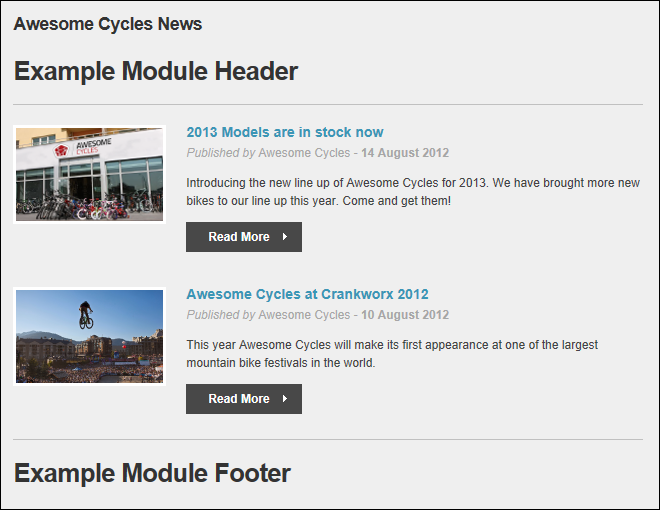 Awesome Cycles News
Example Module Header
AWESOME
CYCLES
2013 Models are in stock now
Published by Awesome Cycles - 14 August 2012
Introducing the new line up of Awesome Cycles for 2013. We have brought more new
bikes to our line up this year. Come and get them!
Read More
Awesome Cycles at Crankworx 2012
Published by Awesome Cycles - 10 August 2012
This year Awesome Cycles will make its first appearance at one of the largest
mountain bike festivals in the world.
Read More
Example Module Footer